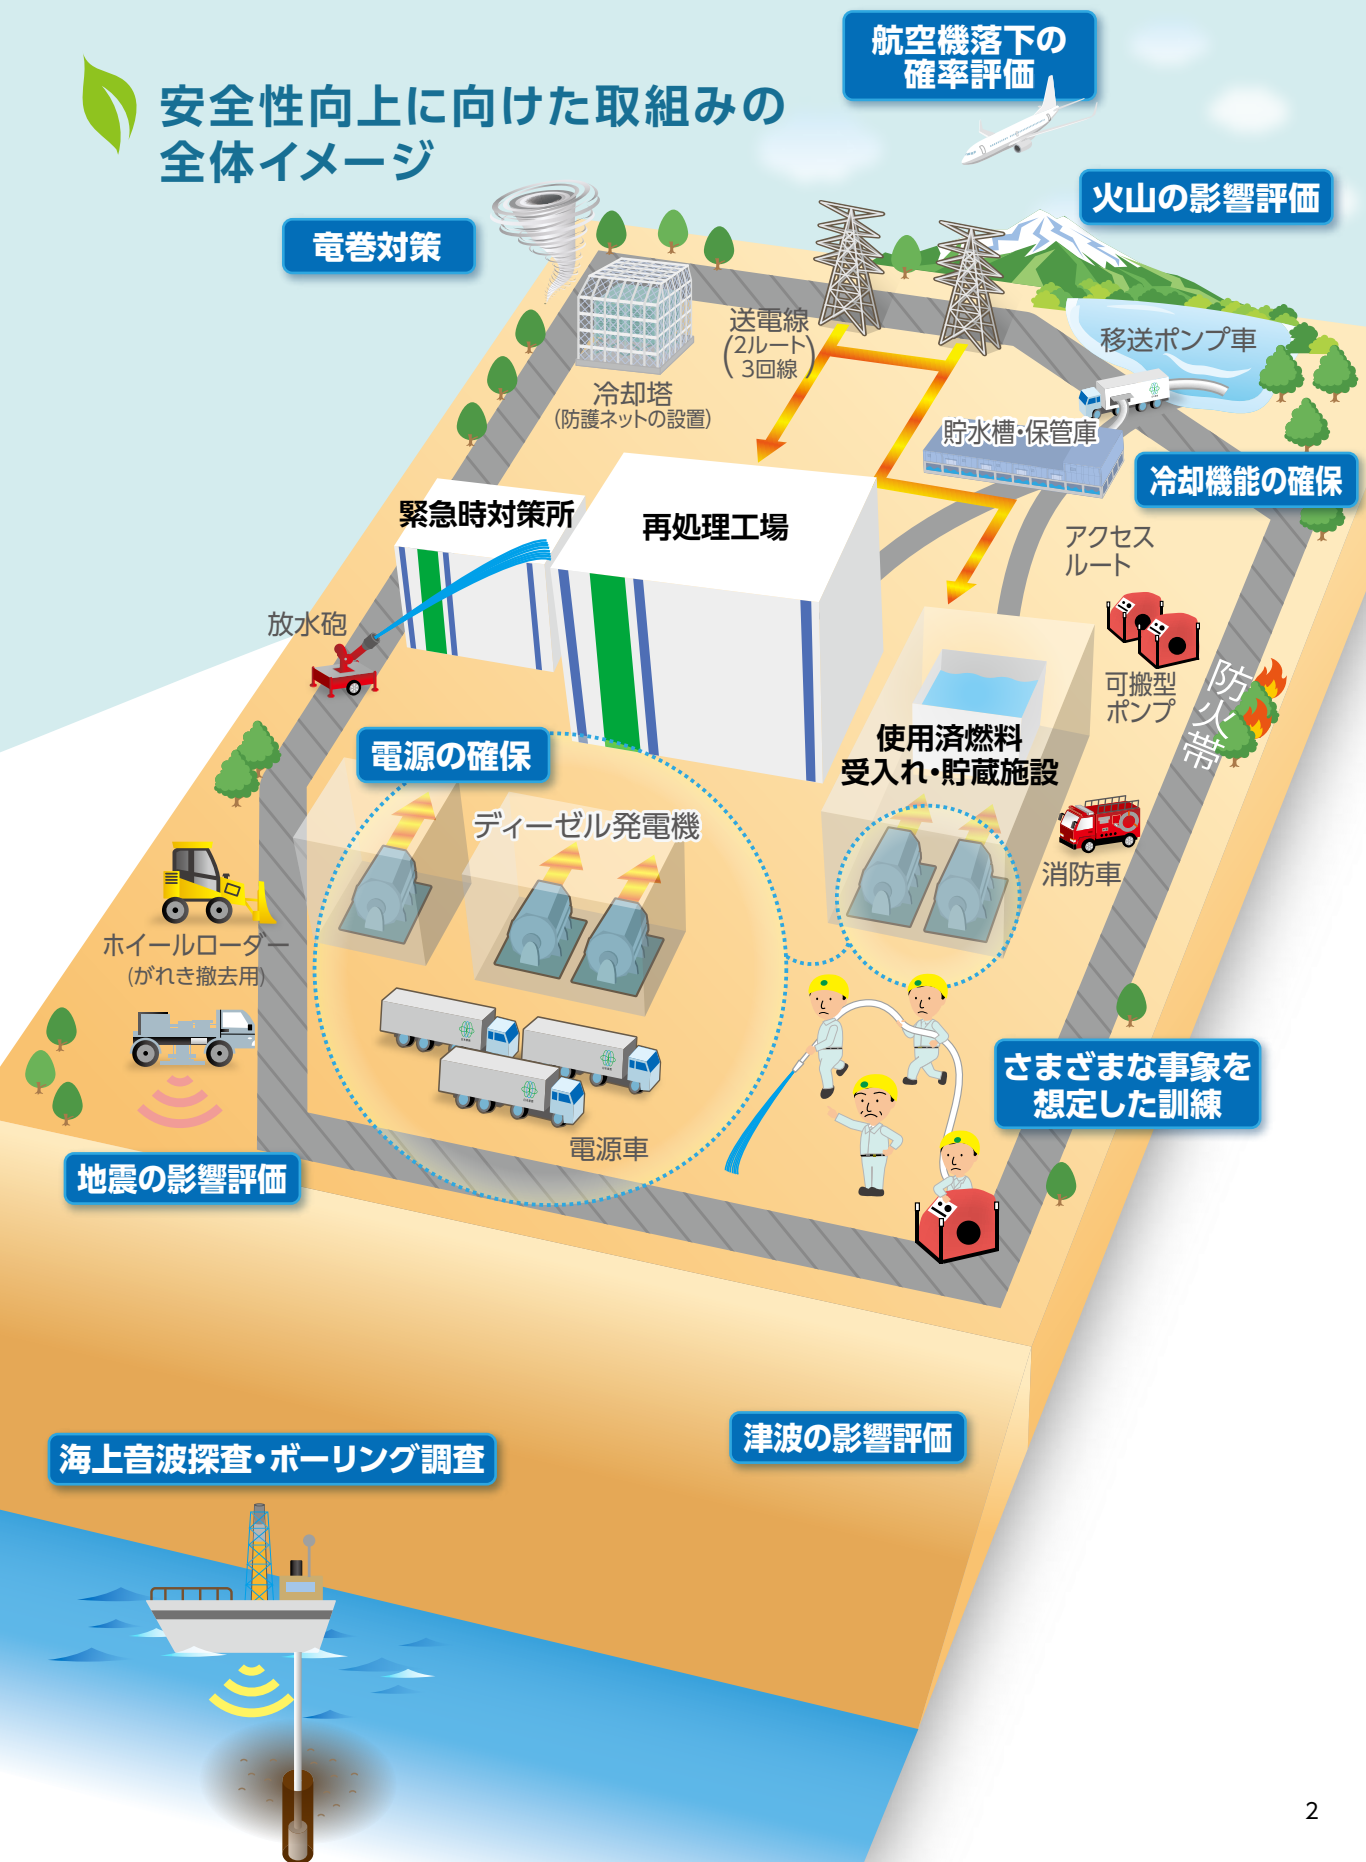 航空機落下の
確率評価
安全性向上に向けた取組みの
全体イメージ
火山の影響評価
竜巻対策
送電線
(2ルート
3回線)
移送ポンプ車
冷却塔
(防護ネットの設置)
貯水槽・保管庫
冷却機能の確保
緊急時対策所
再処理工場
アクセス
ルート
放水砲
可搬型
ポンプ
防火帯
使用済燃料
受入れ・貯蔵施設
電源の確保
ディーゼル発電機
消防車
ホイールローダー
(がれき撤去用)
さまざまな事象を
想定した訓練
電源車
地震の影響評価
津波の影響評価
海上音波探査・ボーリング調査
2